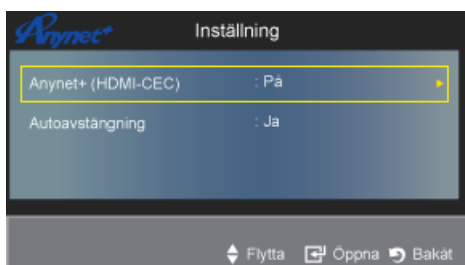 Anynet+ Inställning
Anynet+ (HDMI-CEC) : På
Autoavstängning : Ja
Flytta Öppna Bakåt